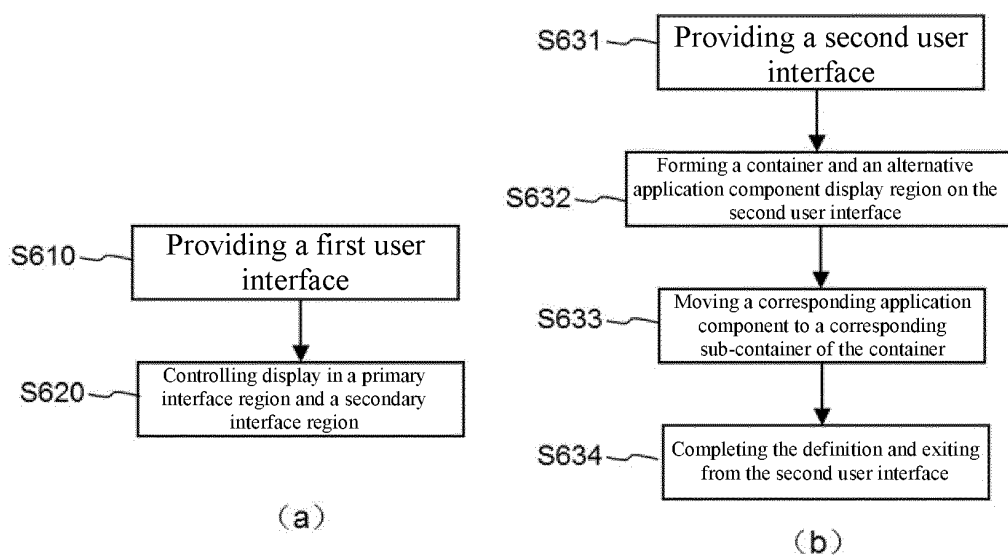 S610
Providing a first user
interface
S620
Controlling display in a primary
interface region and a secondary
interface region
(a)
S631
Providing a second user
interface
S632
Forming a container and an alternative
application component display region on the
second user interface
S633
Moving a corresponding application
component to a corresponding
sub-container of the container
S634
Completing the definition and exiting
from the second user interface
(b)